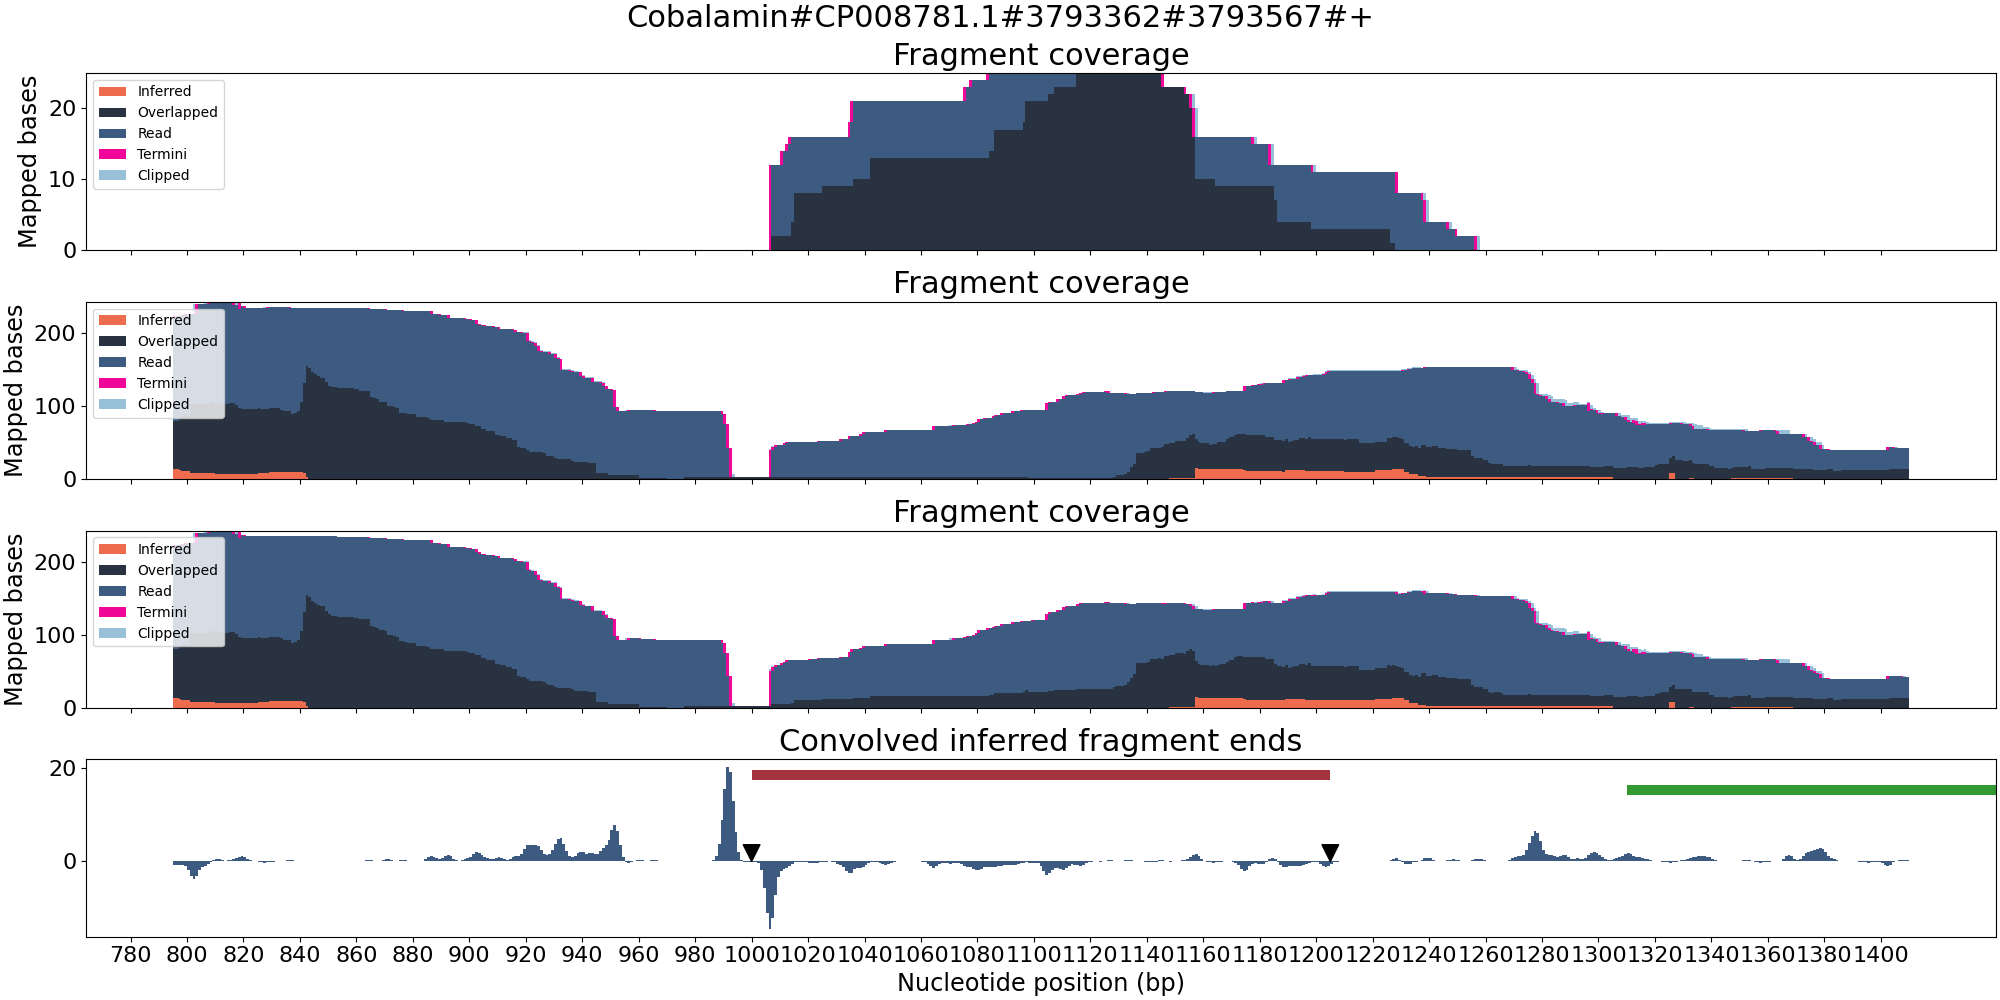 Cobalamin#CP008781.1#3793362#3793567#+
Fragment coverage
Mapped bases
20
10
0
Inferred
Overlapped
Read
Termini
Clipped
Fragment coverage
Mapped bases
200
100
0
Inferred
Overlapped
Read
Termini
Clipped
Fragment coverage
Mapped bases
200
100
0
Inferred
Overlapped
Read
Termini
Clipped
Convolved inferred fragment ends
20
0
780 800 820 840 860 880 900 920 940 960 980 1000 1020 1040 1060 1080 1100 1120 1140 1160 1180 1200 1220 1240 1260 1280 1300 1320 1340 1360 1380 1400
Nucleotide position (bp)